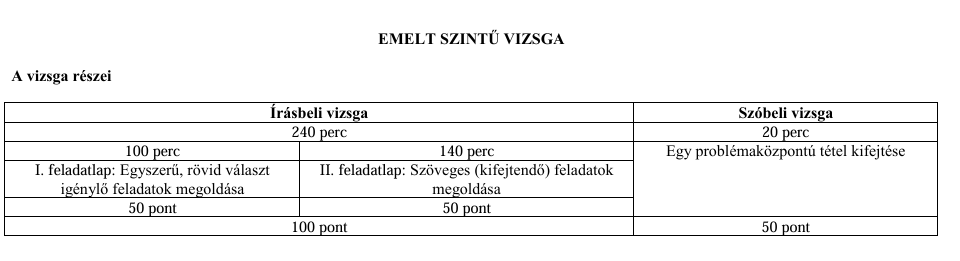 EMELT SZINTŰ VIZSGA
A vizsga részei
Írásbeli vizsga
Szóbeli vizsga
240 perc
20 perc
100 perc
140 perc
Egy problémaközpontú tétel kifejtése
I. feladatlap: Egyszerű, rövid választ
igénylő feladatok megoldása
II. feladatlap: Szöveges (kifejtendő) feladatok
megoldása
50 pont
50 pont
100 pont
50 pont